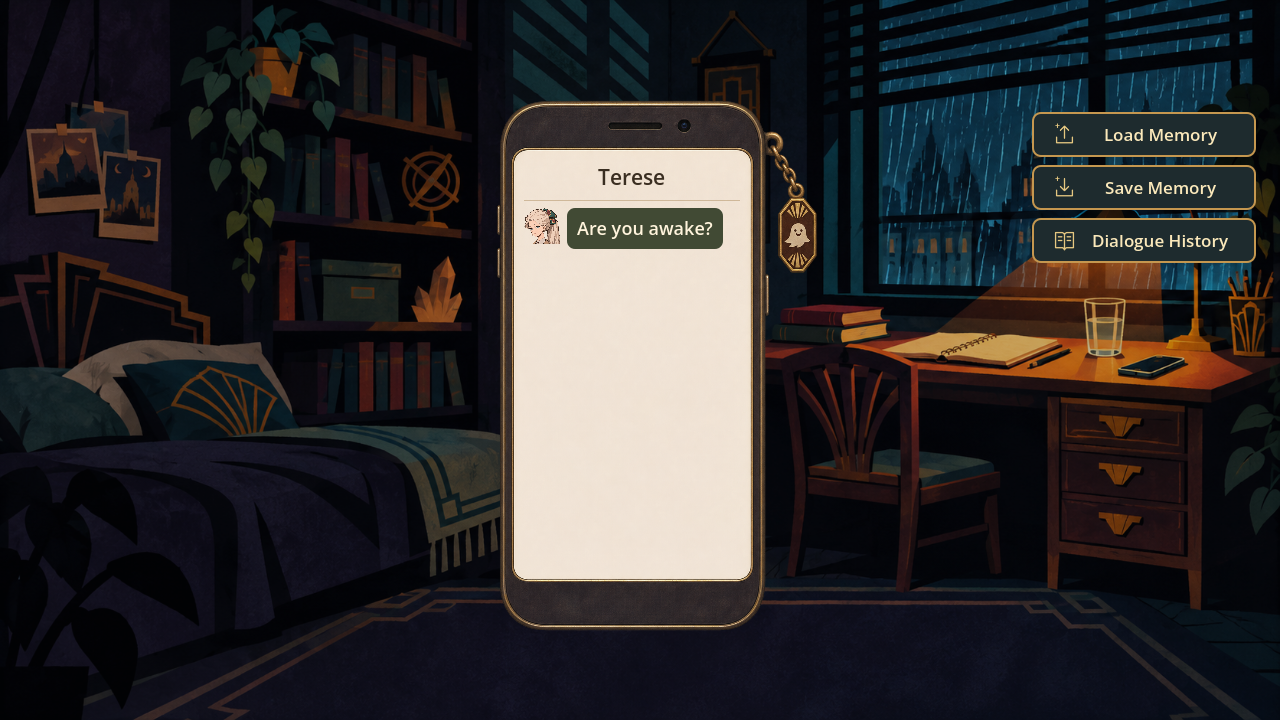 Terese
Are you awake?
Load Memory
Save Memory
Dialogue History